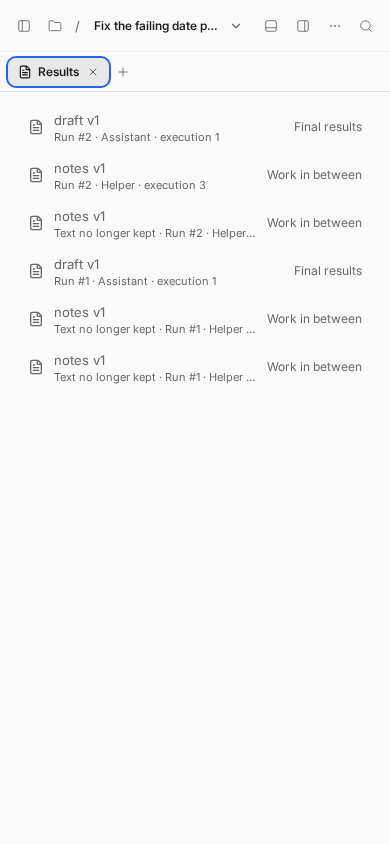 / Fix the failing date p...
Results
draft v1
Run #2 · Assistant · execution 1
Final results
notes v1
Run #2 · Helper · execution 3
Work in between
notes v1
Text no longer kept · Run #2 · Helper...
Work in between
draft v1
Run #1 · Assistant · execution 1
Final results
notes v1
Text no longer kept · Run #1 · Helper ...
Work in between
notes v1
Text no longer kept · Run #1 · Helper ...
Work in between